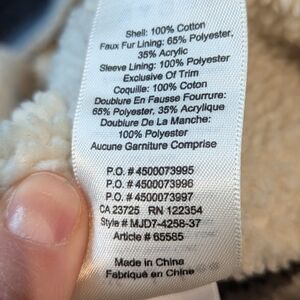 Shell: 100% Cotton
Faux Fur Lining: 65% Polyester,
35% Acrylic
Sleeve Lining: 100% Polyester
Exclusive Of Trim
Coquille: 100% Coton
Doublure En Fausse Fourrure:
65% Polyester, 35% Acrylique
Doublure De La Manche:
100% Polyester
Aucune Garniture Comprise
P.O. # 4500073995
P.O. # 4500073996
P.O. # 4500073997
CA 23725 RN 122354
Style # MJD7-4258-37
Article # 65585
Made in China
Fabriqué en Chine